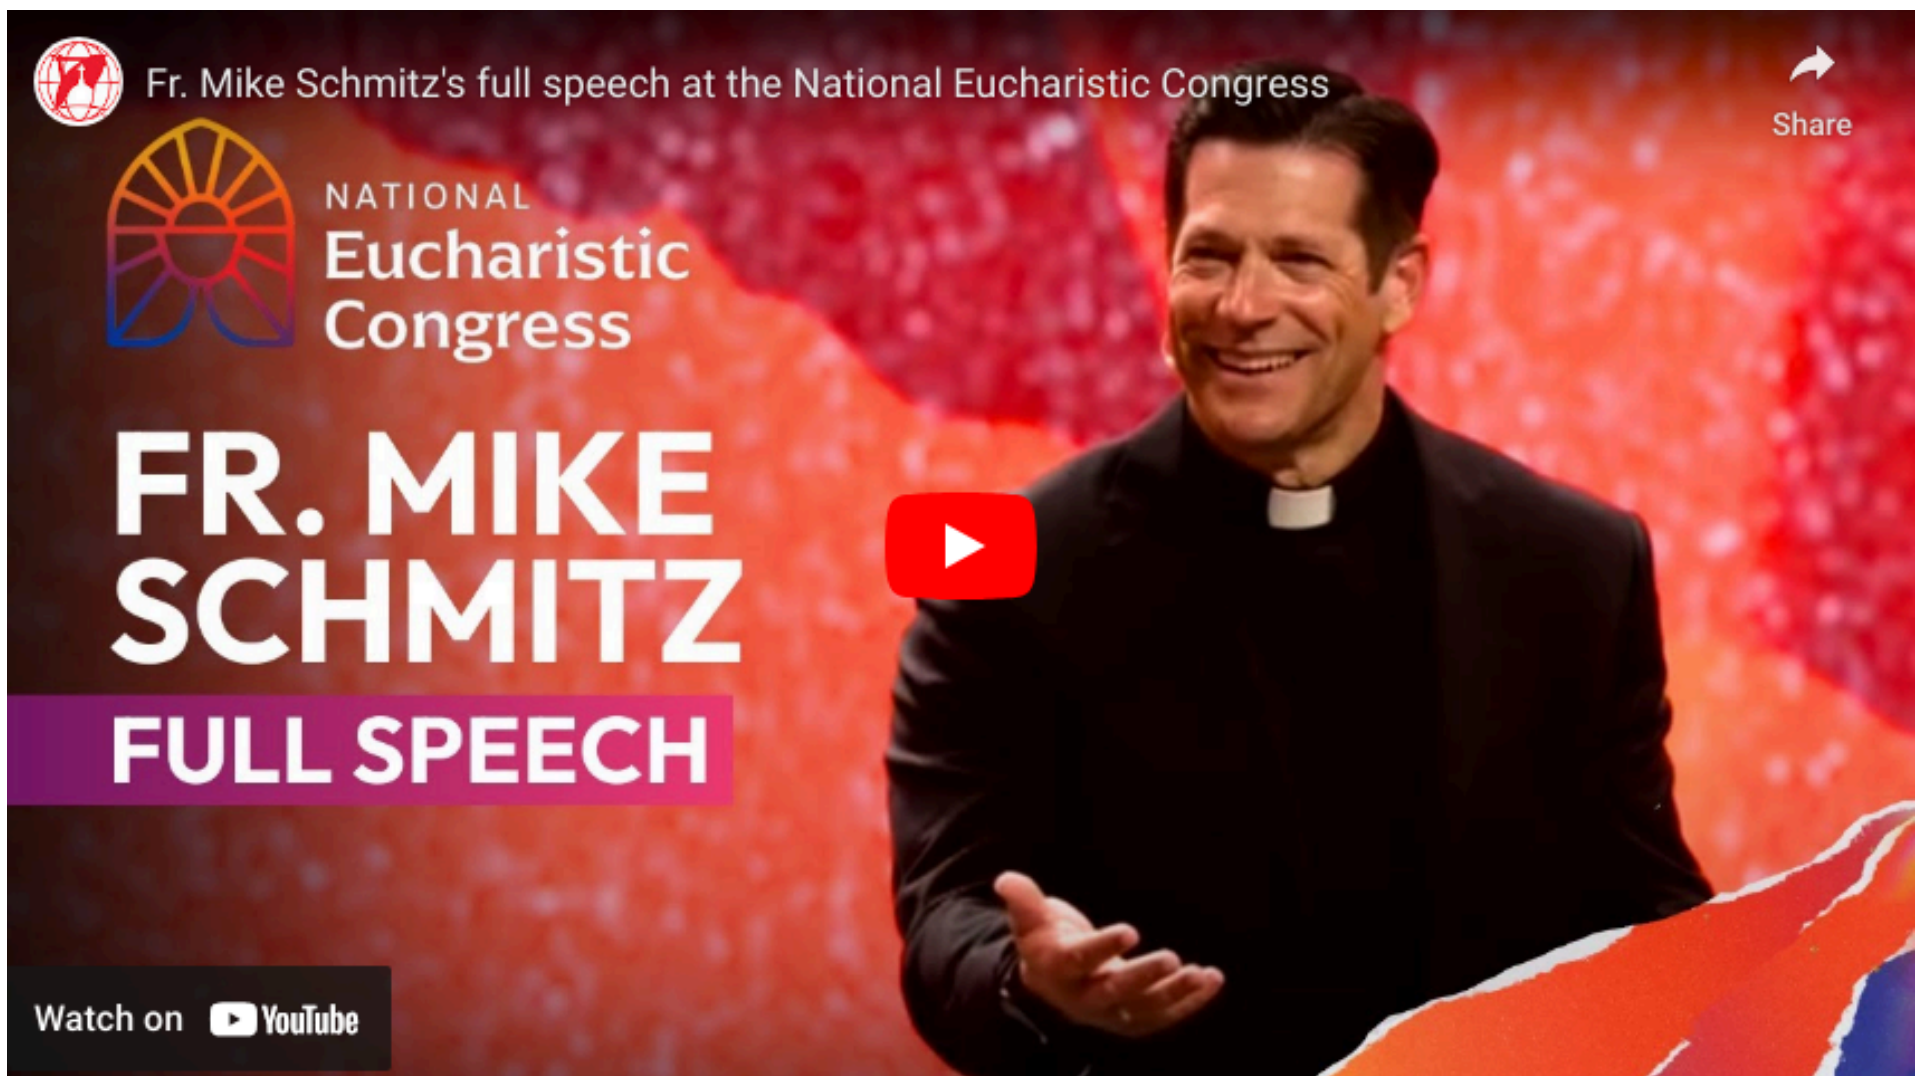 Fr. Mike Schmitz's full speech at the National Eucharistic Congress
Share
NATIONAL
Eucharistic
Congress
FR. MIKE
SCHMITZ
FULL SPEECH
Watch on YouTube